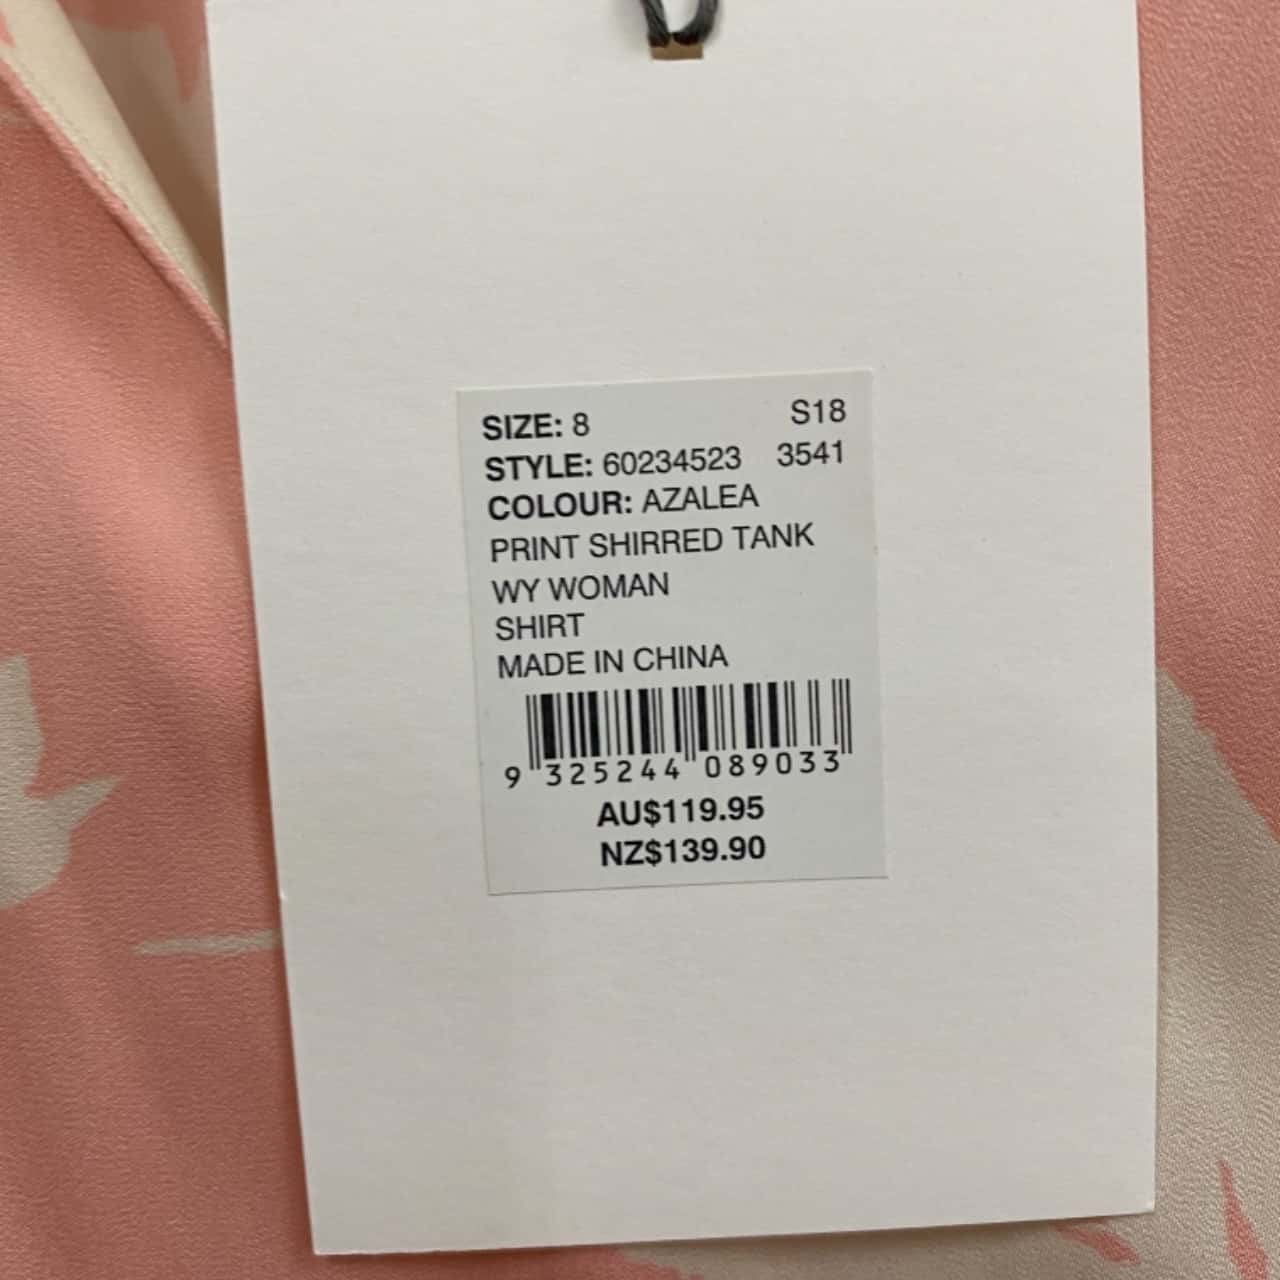 SIZE: 8 S18
STYLE: 60234523 3541
COLOUR: AZALEA
PRINT SHIRRED TANK
WY WOMAN
SHIRT
MADE IN CHINA
9 325244 089033
AU$119.95
NZ$139.90